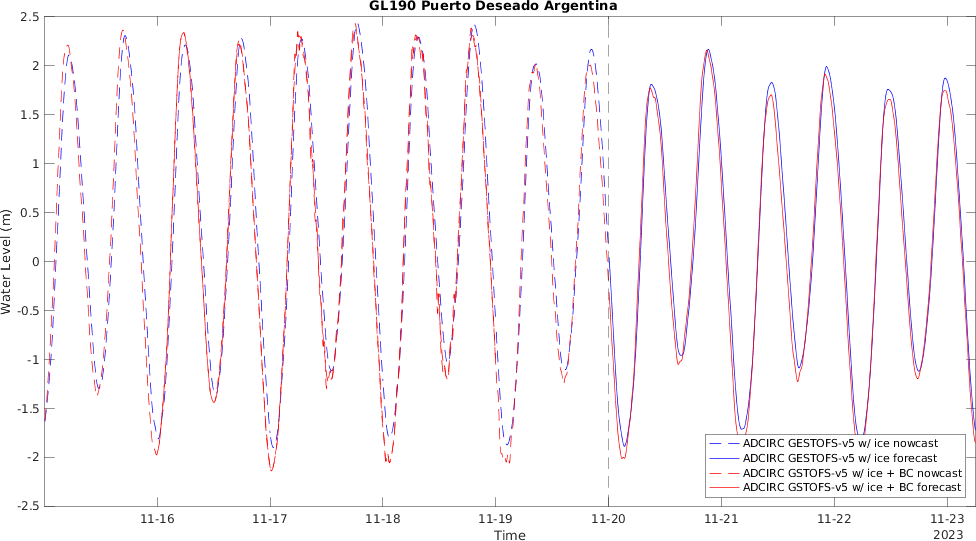 GL190 Puerto Deseado Argentina
2.5
2
1.5
1
0.5
0
-0.5
-1
-1.5
-2
-2.5
Water Level (m)
ADCIRC GESTOFS-v5 w/ ice nowcast
ADCIRC GESTOFS-v5 w/ ice forecast
ADCIRC GSTOFS-v5 w/ ice + BC nowcast
ADCIRC GSTOFS-v5 w/ ice + BC forecast
11-16 11-17 11-18 11-19 11-20 11-21 11-22 11-23
Time 2023